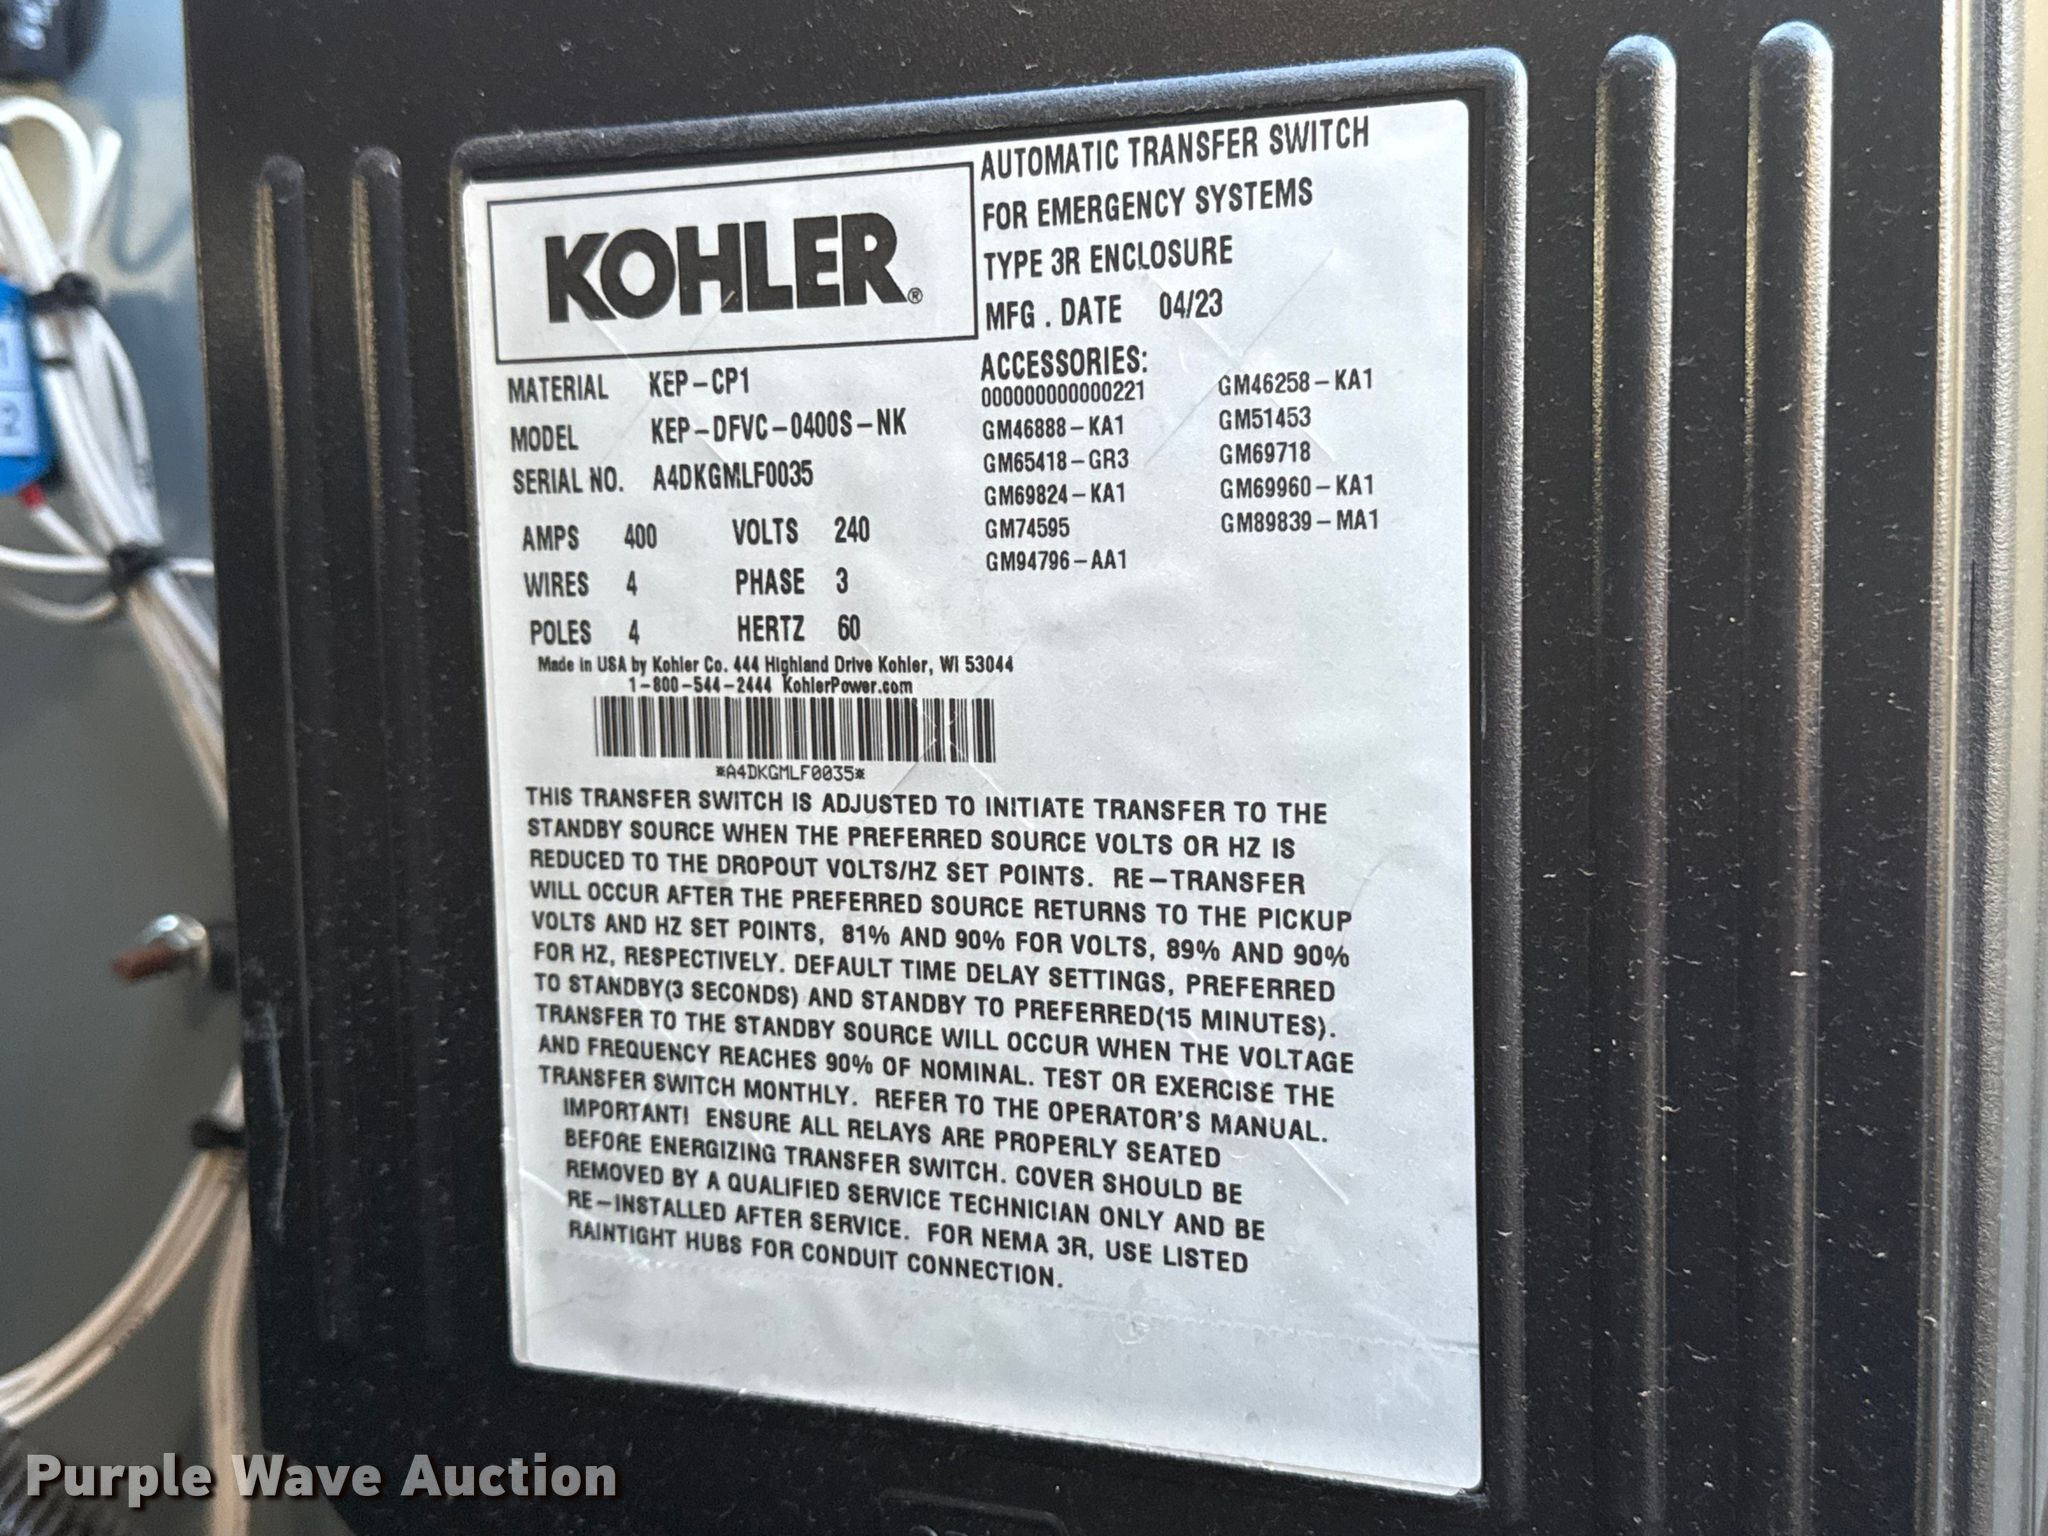 KOHLER®
AUTOMATIC TRANSFER SWITCH
FOR EMERGENCY SYSTEMS
TYPE 3R ENCLOSURE
MFG . DATE 04/23
MATERIAL KEP-CP1
MODEL KEP-DFVC-0400S-NK
SERIAL NO. A4DKGMLF0035
AMPS 400 VOLTS 240
WIRES 4 PHASE 3
POLES 4 HERTZ 60
ACCESSORIES:
000000000000221
GM46888-KA1
GM65418-GR3
GM69824-KA1
GM74595
GM94796-AA1
GM46258-KA1
GM51453
GM69718
GM69960-KA1
GM89839-MA1
Made in USA by Kohler Co. 444 Highland Drive Kohler, WI 53044
1-800-544-2444 KohlerPower.com
*A4DKGMLF0035*
THIS TRANSFER SWITCH IS ADJUSTED TO INITIATE TRANSFER TO THE
STANDBY SOURCE WHEN THE PREFERRED SOURCE VOLTS OR HZ IS
REDUCED TO THE DROPOUT VOLTS/HZ SET POINTS. RE-TRANSFER
WILL OCCUR AFTER THE PREFERRED SOURCE RETURNS TO THE PICKUP
VOLTS AND HZ SET POINTS, 81% AND 90% FOR VOLTS, 89% AND 90%
FOR HZ, RESPECTIVELY. DEFAULT TIME DELAY SETTINGS, PREFERRED
TO STANDBY(3 SECONDS) AND STANDBY TO PREFERRED(15 MINUTES).
TRANSFER TO THE STANDBY SOURCE WILL OCCUR WHEN THE VOLTAGE
AND FREQUENCY REACHES 90% OF NOMINAL. TEST OR EXERCISE THE
TRANSFER SWITCH MONTHLY. REFER TO THE OPERATOR'S MANUAL.
IMPORTANT! ENSURE ALL RELAYS ARE PROPERLY SEATED
BEFORE ENERGIZING TRANSFER SWITCH. COVER SHOULD BE
REMOVED BY A QUALIFIED SERVICE TECHNICIAN ONLY AND BE
RE-INSTALLED AFTER SERVICE. FOR NEMA 3R, USE LISTED
RAINTIGHT HUBS FOR CONDUIT CONNECTION.
Purple Wave Auction